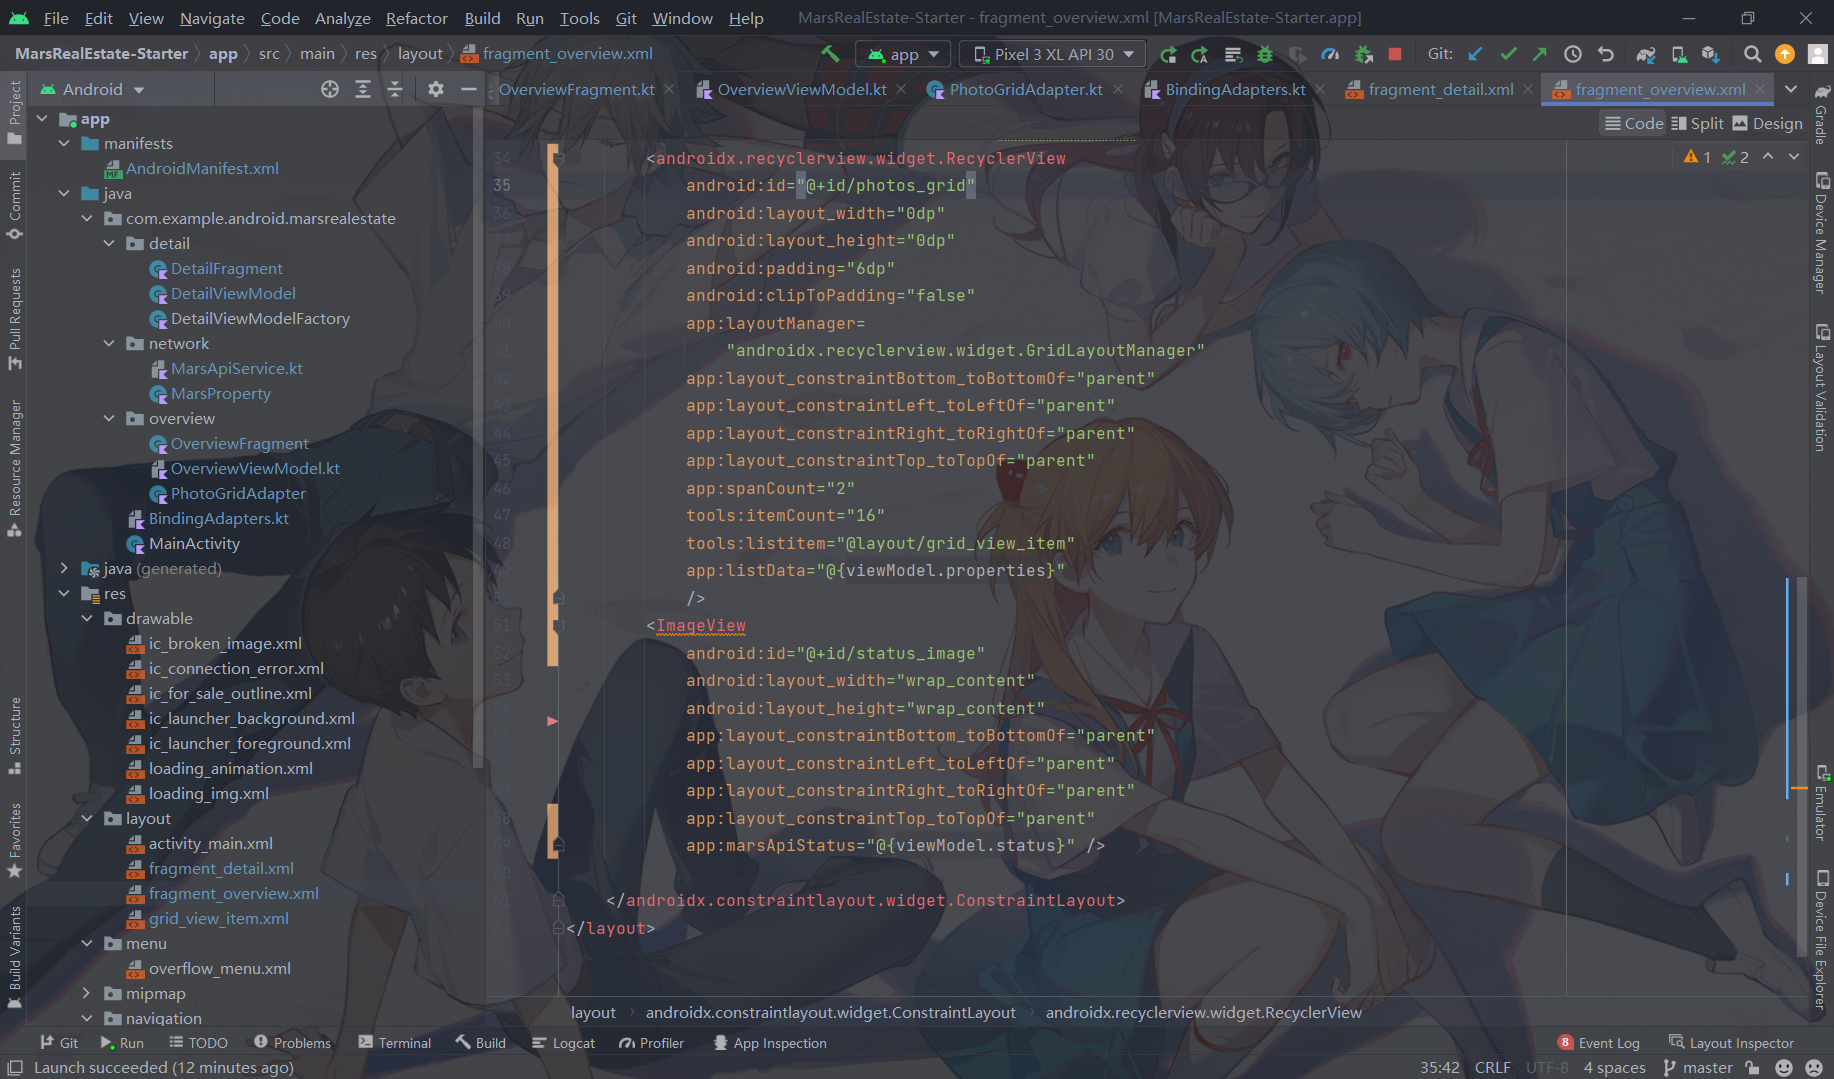 File Edit View Navigate Code Analyze Refactor Build Run Tools Git Window Help MarsRealEstate-Starter - fragment_overview.xml [MarsRealEstate-Starter.app]
MarsRealEstate-Starter app src main res layout fragment_overview.xml app Pixel 3 XL API 30 Git:
Android OverviewFragment.kt OverviewViewModel.kt PhotoGridAdapter.kt BindingAdapters.kt fragment_detail.xml fragment_overview.xml
Code Split Design
1 2
Project
Commit
Pull Requests
Resource Manager
Structure
Favorites
Build Variants
app
manifests
AndroidManifest.xml
java
com.example.android.marsrealestate
detail
DetailFragment
DetailViewModel
DetailViewModelFactory
network
MarsApiService.kt
MarsProperty
overview
OverviewFragment
OverviewViewModel.kt
PhotoGridAdapter
BindingAdapters.kt
MainActivity
java (generated)
res
drawable
ic_broken_image.xml
ic_connection_error.xml
ic_for_sale_outline.xml
ic_launcher_background.xml
ic_launcher_foreground.xml
loading_animation.xml
loading_img.xml
layout
activity_main.xml
fragment_detail.xml
fragment_overview.xml
grid_view_item.xml
menu
overflow_menu.xml
mipmap
navigation
34 <androidx.recyclerview.widget.RecyclerView
35 android:id="@+id/photos_grid"
36 android:layout_width="0dp"
37 android:layout_height="0dp"
38 android:padding="6dp"
39 android:clipToPadding="false"
40 app:layoutManager=
41 "androidx.recyclerview.widget.GridLayoutManager"
42 app:layout_constraintBottom_toBottomOf="parent"
43 app:layout_constraintLeft_toLeftOf="parent"
44 app:layout_constraintRight_toRightOf="parent"
45 app:layout_constraintTop_toTopOf="parent"
46 app:spanCount="2"
47 tools:itemCount="16"
48 tools:listitem="@layout/grid_view_item"
49 app:listData="@{viewModel.properties}"
50 />
51 <ImageView
52 android:id="@+id/status_image"
53 android:layout_width="wrap_content"
54 android:layout_height="wrap_content"
55 app:layout_constraintBottom_toBottomOf="parent"
56 app:layout_constraintLeft_toLeftOf="parent"
57 app:layout_constraintRight_toRightOf="parent"
58 app:layout_constraintTop_toTopOf="parent"
59 app:marsApiStatus="@{viewModel.status}" />
60
61 </androidx.constraintlayout.widget.ConstraintLayout>
62 </layout>
layout androidx.constraintlayout.widget.ConstraintLayout androidx.recyclerview.widget.RecyclerView
Gradle
Device Manager
Layout Validation
Emulator
Device File Explorer
Git Run TODO Problems Terminal Build Logcat Profiler App Inspection 8 Event Log Layout Inspector
Launch succeeded (12 minutes ago) 35:42 CRLF UTF-8 4 spaces master